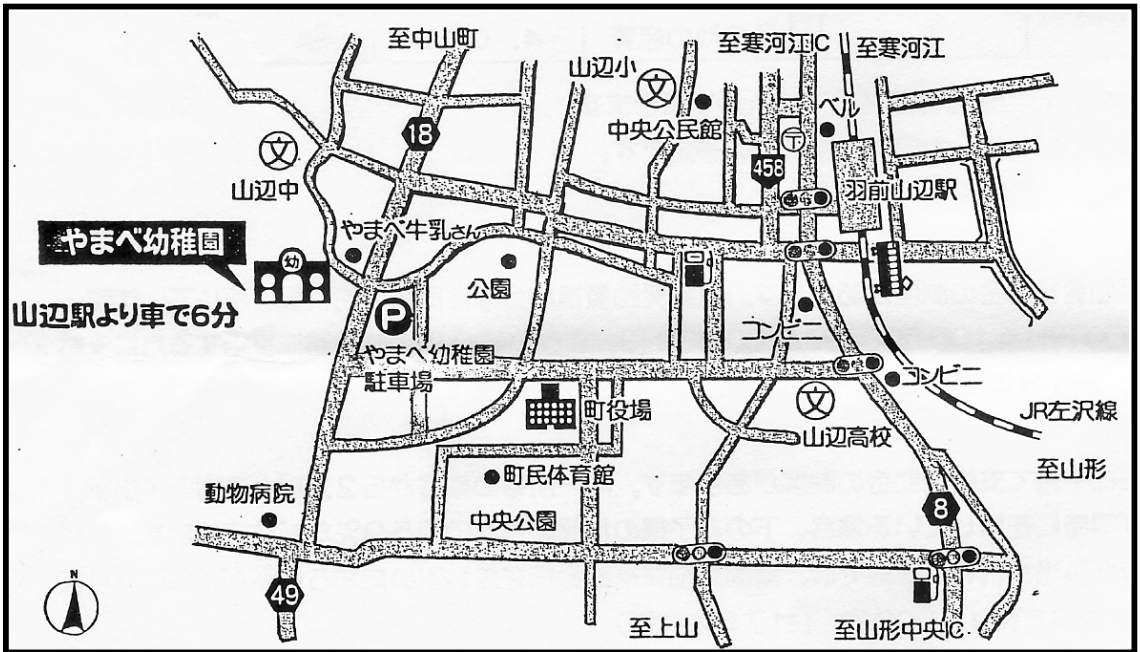 至中山町
至寒河江IC
至寒河江
山辺小
文
中央公民館
ベル
〒
18
文
山辺中
458
羽前山辺駅
やまべ幼稚園
幼
山辺駅より車で6分
やまべ牛乳さん
公園
P
やまべ幼稚園
駐車場
コンビニ
コンビニ
町役場
文
山辺高校
JR左沢線
至山形
町民体育館
動物病院
中央公園
8
49
N
至上山
至山形中央IC